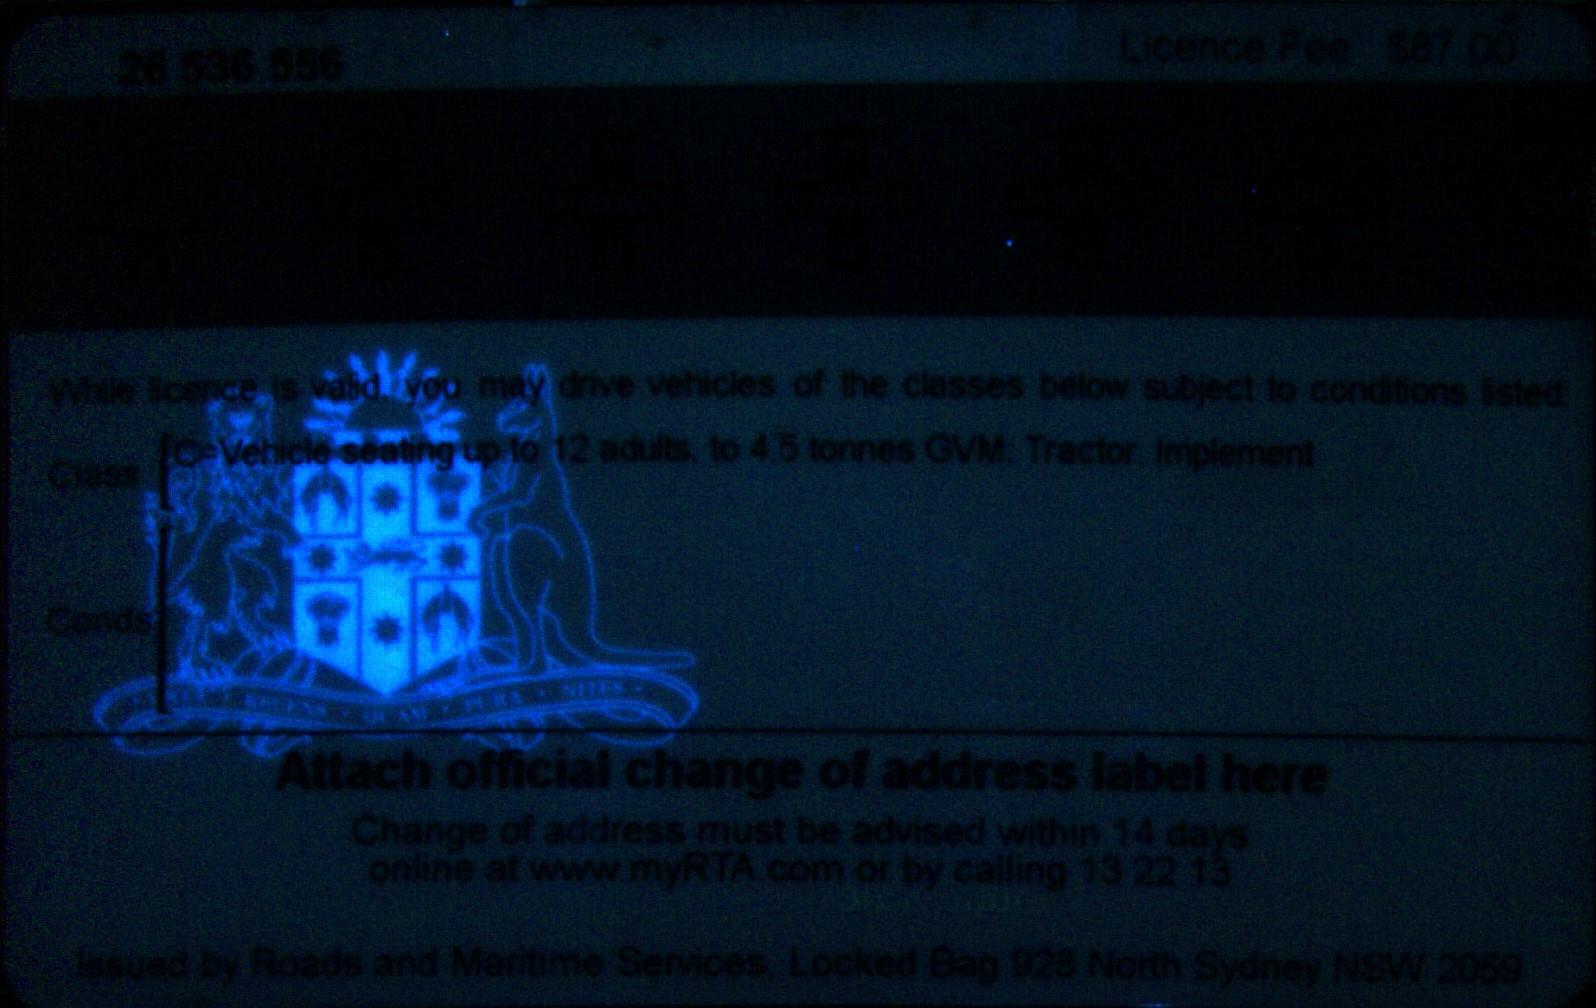 26 536 556
Licence Fee $87.00
While licence is valid, you may drive vehicles of the classes below subject to conditions listed
Class
C=Vehicle seating up to 12 adults, to 4.5 tonnes GVM; Tractor, Implement
Conds
RIVENS · QUAM · PURA · NITES
Attach official change of address label here
Change of address must be advised within 14 days
online at www.myRTA.com or by calling 13 22 13
Issued by Roads and Maritime Services, Locked Bag 928 North Sydney NSW 2059